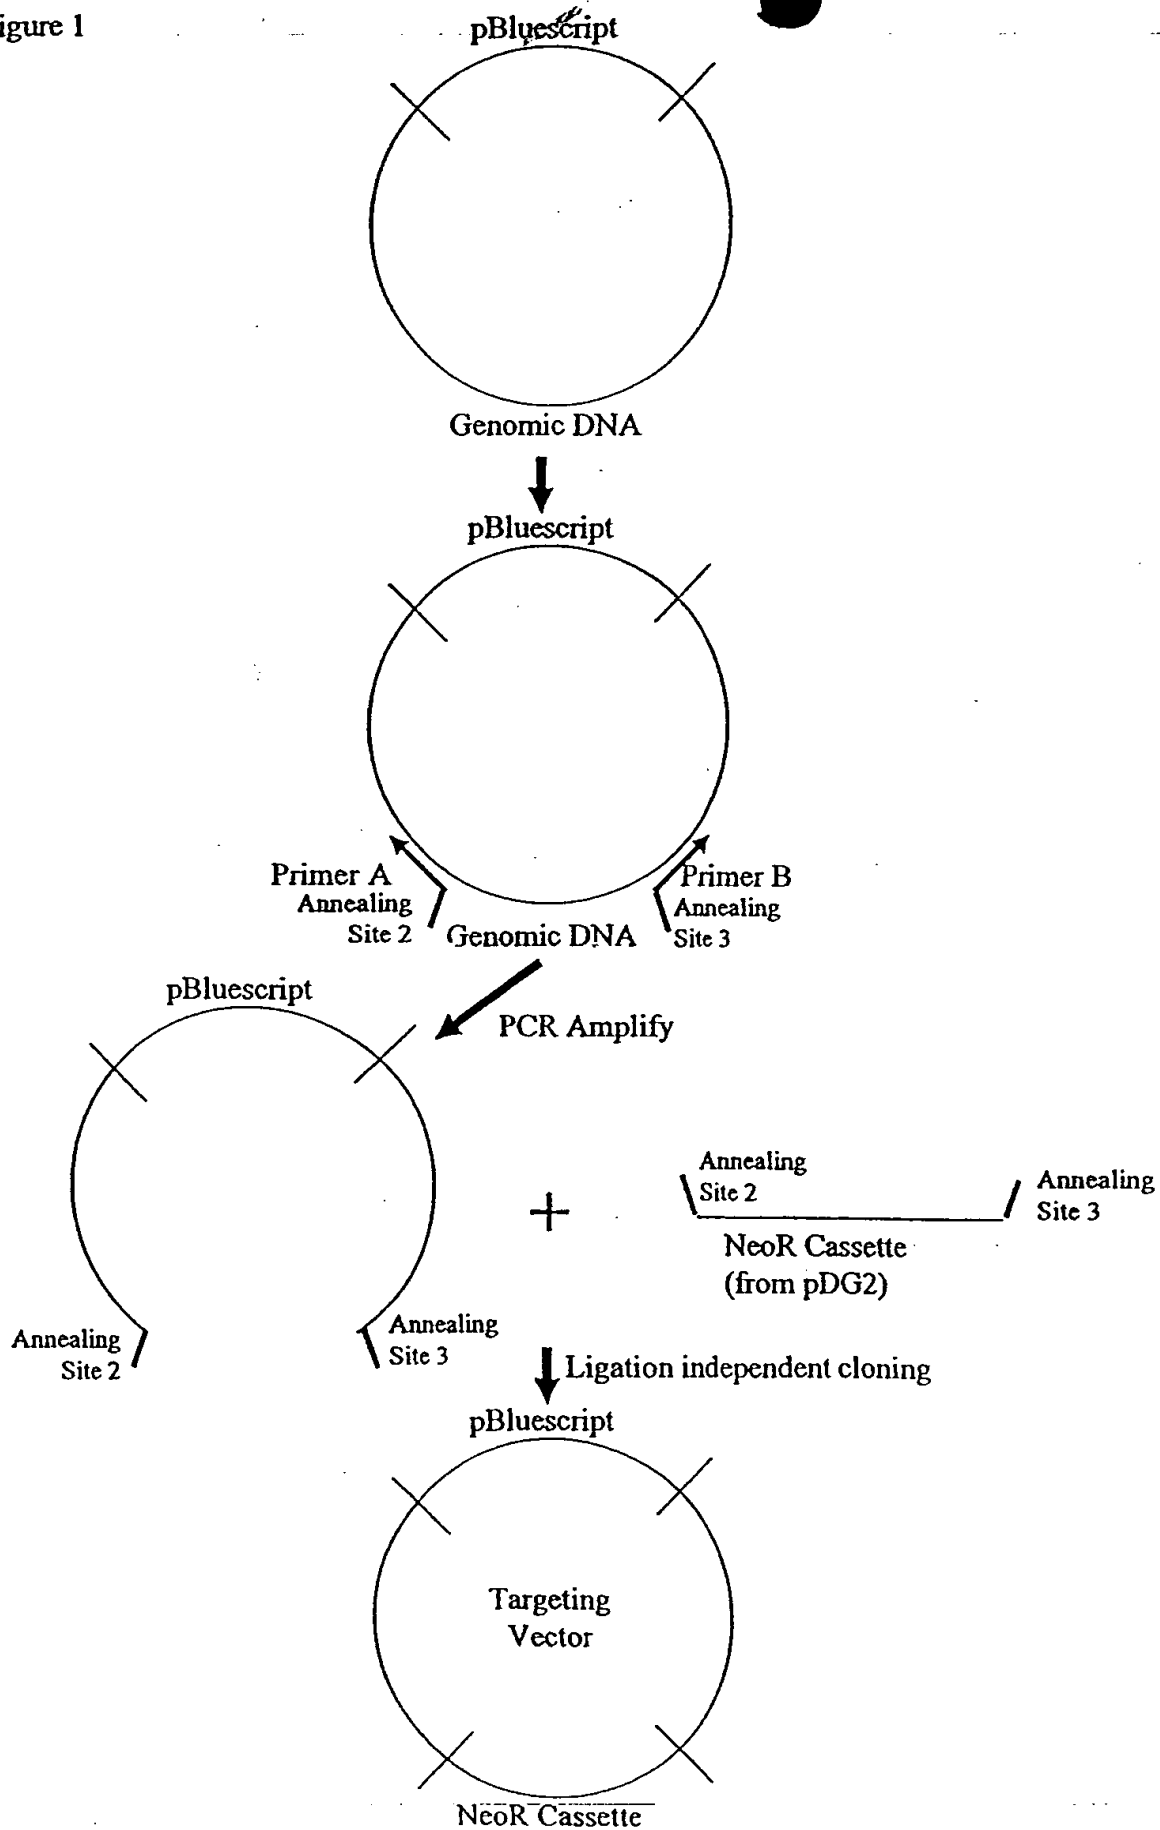 igure 1
pBluescript
Genomic DNA
pBluescript
Primer A
Annealing
Site 2
Primer B
Annealing
Site 3
Genomic DNA
PCR Amplify
pBluescript
Annealing
Site 2
Annealing
Site 3
+
Annealing
Site 2
Annealing
Site 3
NeoR Cassette
(from pDG2)
Ligation independent cloning
pBluescript
Targeting
Vector
NeoR Cassette